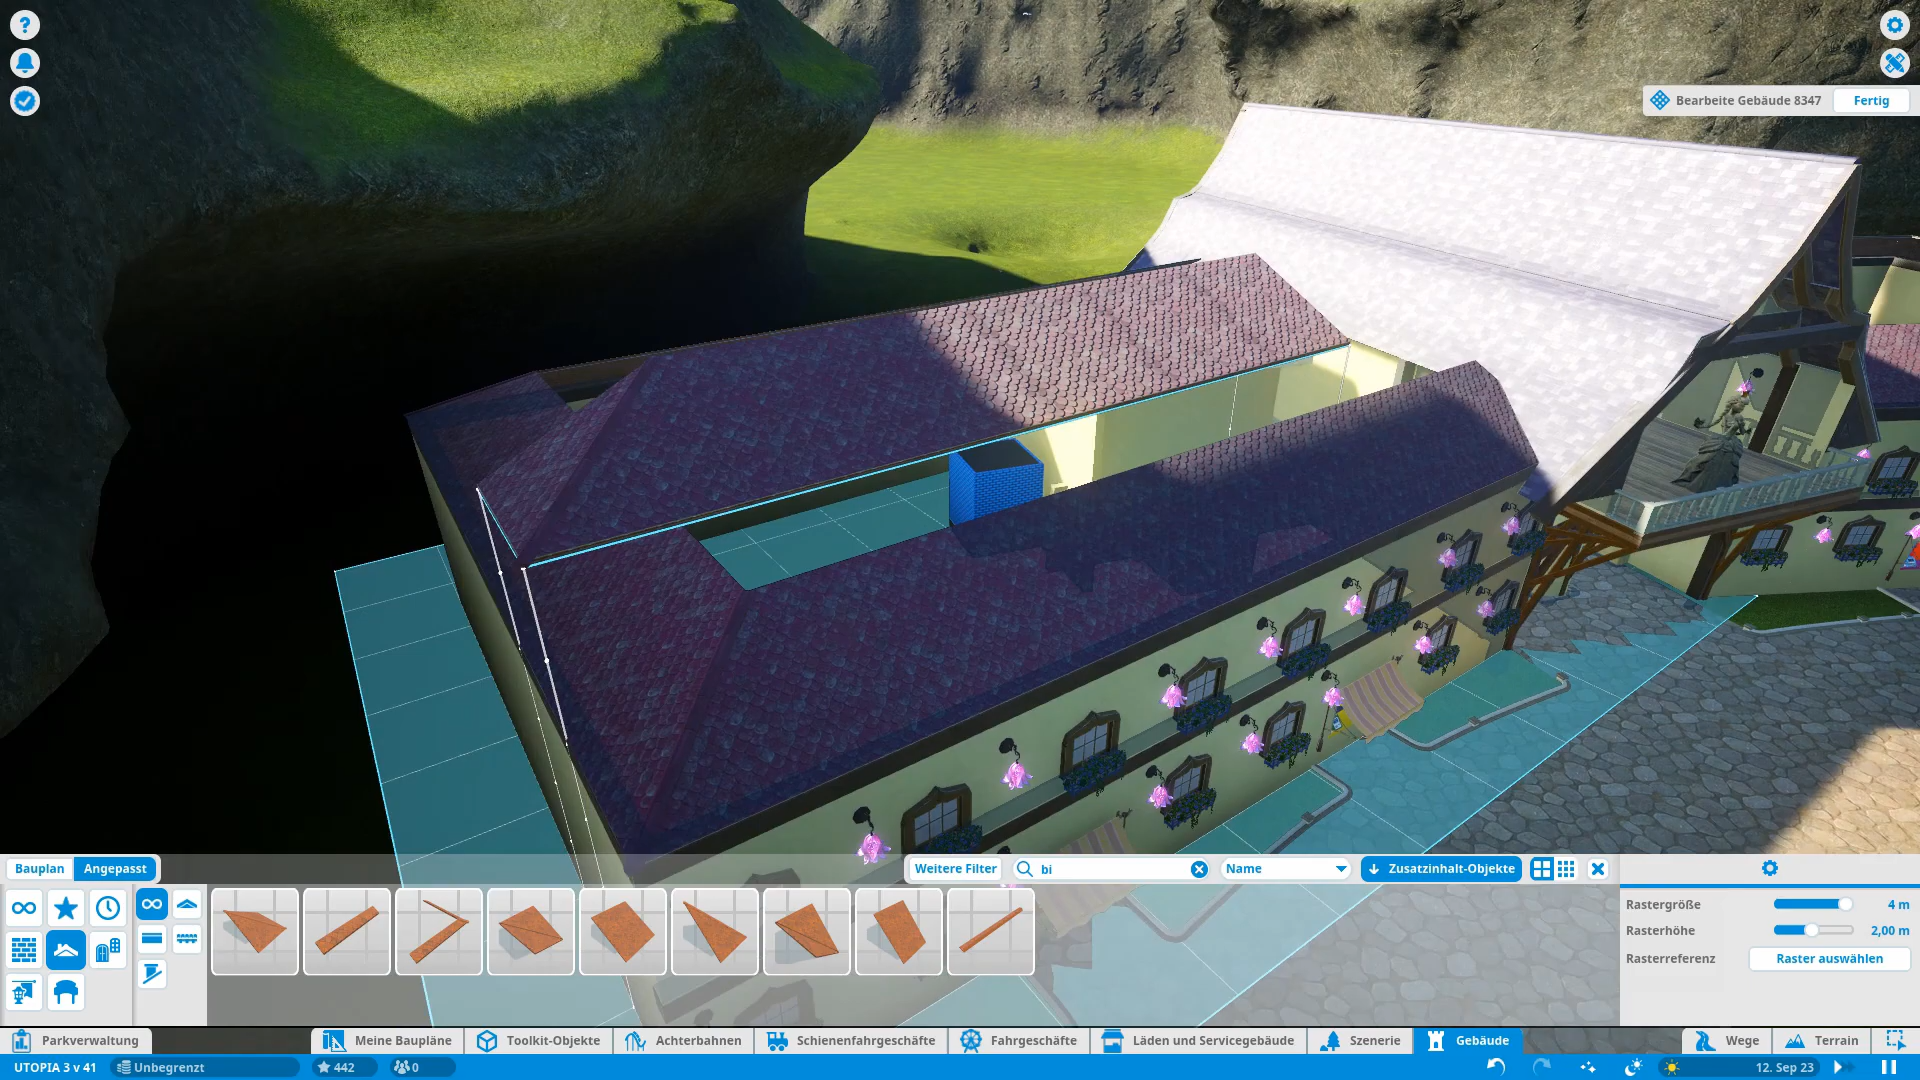 ?
Bearbeite Gebäude 8347 Fertig
Bauplan Angepasst
Weitere Filter bi Name Zusatzinhalt-Objekte
Rastergröße 4 m
Rasterhöhe 2,00 m
Rasterreferenz Raster auswählen
Parkverwaltung Meine Baupläne Toolkit-Objekte Achterbahnen Schienenfahrgeschäfte Fahrgeschäfte Läden und Servicegebäude Szenerie Gebäude Wege Terrain
UTOPIA 3 v 41 Unbegrenzt 442 0 12. Sep 23